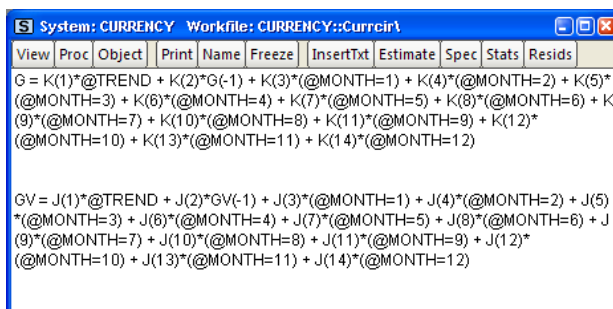 System: CURRENCY Workfile: CURRENCY::Currcir\
View Proc Object Print Name Freeze InsertTxt Estimate Spec Stats Resids
G = K(1)*@TREND + K(2)*G(-1) + K(3)*(@MONTH=1) + K(4)*(@MONTH=2) + K(5)*
(@MONTH=3) + K(6)*(@MONTH=4) + K(7)*(@MONTH=5) + K(8)*(@MONTH=6) + K
(9)*(@MONTH=7) + K(10)*(@MONTH=8) + K(11)*(@MONTH=9) + K(12)*
(@MONTH=10) + K(13)*(@MONTH=11) + K(14)*(@MONTH=12)
GV = J(1)*@TREND + J(2)*GV(-1) + J(3)*(@MONTH=1) + J(4)*(@MONTH=2) + J(5)
*(@MONTH=3) + J(6)*(@MONTH=4) + J(7)*(@MONTH=5) + J(8)*(@MONTH=6) + J
(9)*(@MONTH=7) + J(10)*(@MONTH=8) + J(11)*(@MONTH=9) + J(12)*
(@MONTH=10) + J(13)*(@MONTH=11) + J(14)*(@MONTH=12)